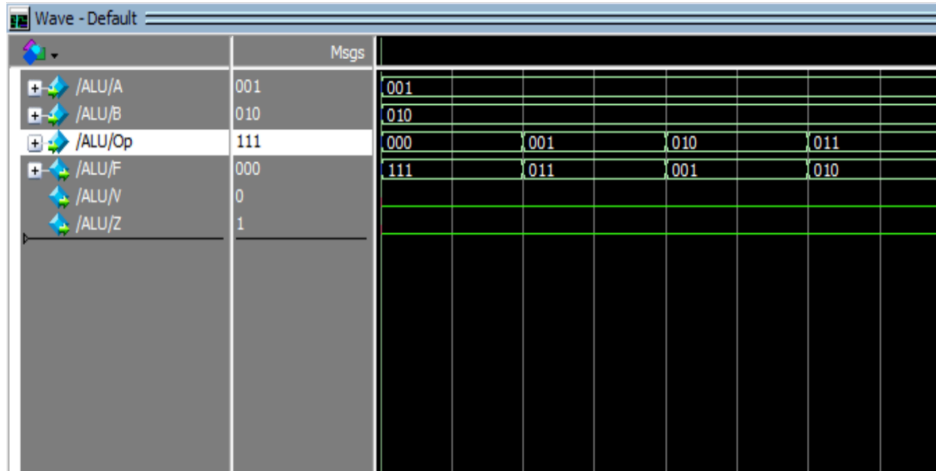 Wave - Default
Msgs
/ALU/A 001 001
/ALU/B 010 010
/ALU/Op 111 000 001 010 011
/ALU/F 000 111 011 001 010
/ALU/V 0
/ALU/Z 1